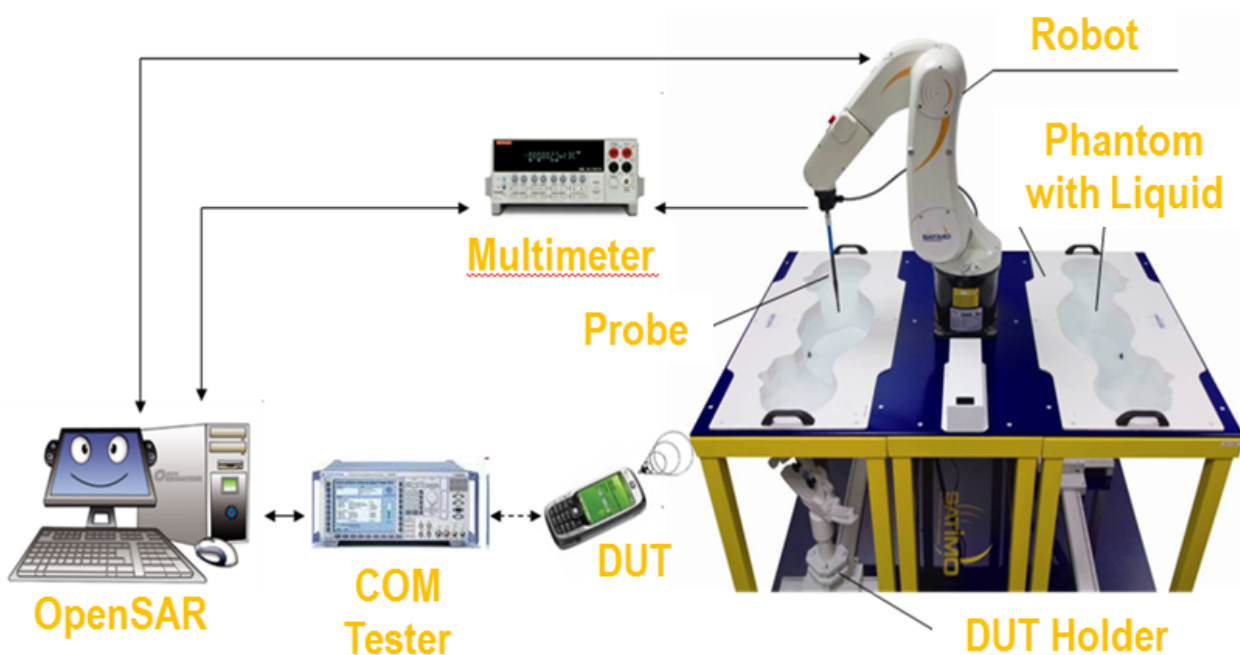 Robot
Phantom
with Liquid
SATIMO
Multimeter
Probe
DUT
SATIMO
OpenSAR
COM
Tester
DUT Holder